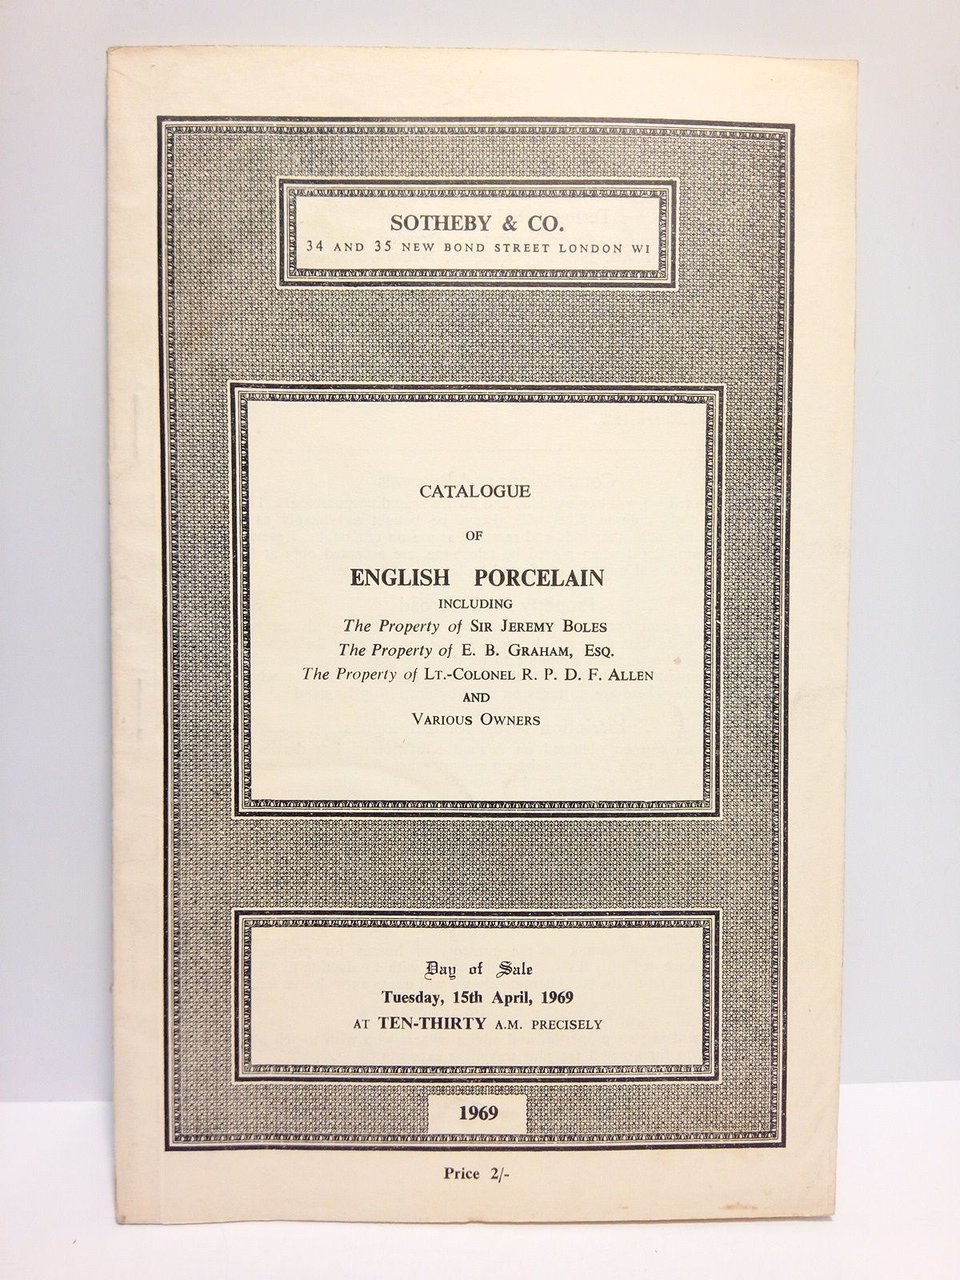 SOTHEBY & CO.
34 AND 35 NEW BOND STREET LONDON WI
CATALOGUE
OF
ENGLISH PORCELAIN
INCLUDING
The Property of SIR JEREMY BOLES
The Property of E. B. GRAHAM, ESQ.
The Property of LT.-COLONEL R. P. D. F. ALLEN
AND
VARIOUS OWNERS
Day of Sale
Tuesday, 15th April, 1969
AT TEN-THIRTY A.M. PRECISELY
1969
Price 2/-